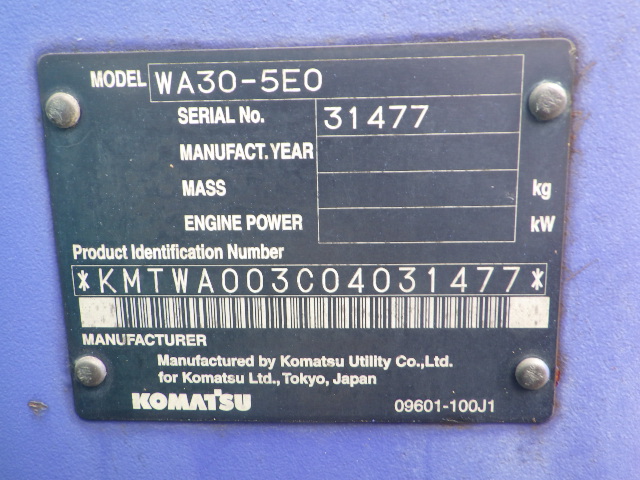 MODEL WA30-5E0
SERIAL No. 31477
MANUFACT. YEAR
MASS kg
ENGINE POWER kW
Product Identification Number
*KMTWA003C04031477*
MANUFACTURER
Manufactured by Komatsu Utility Co.,Ltd.
for Komatsu Ltd.,Tokyo, Japan
KOMATSU 09601-100J1